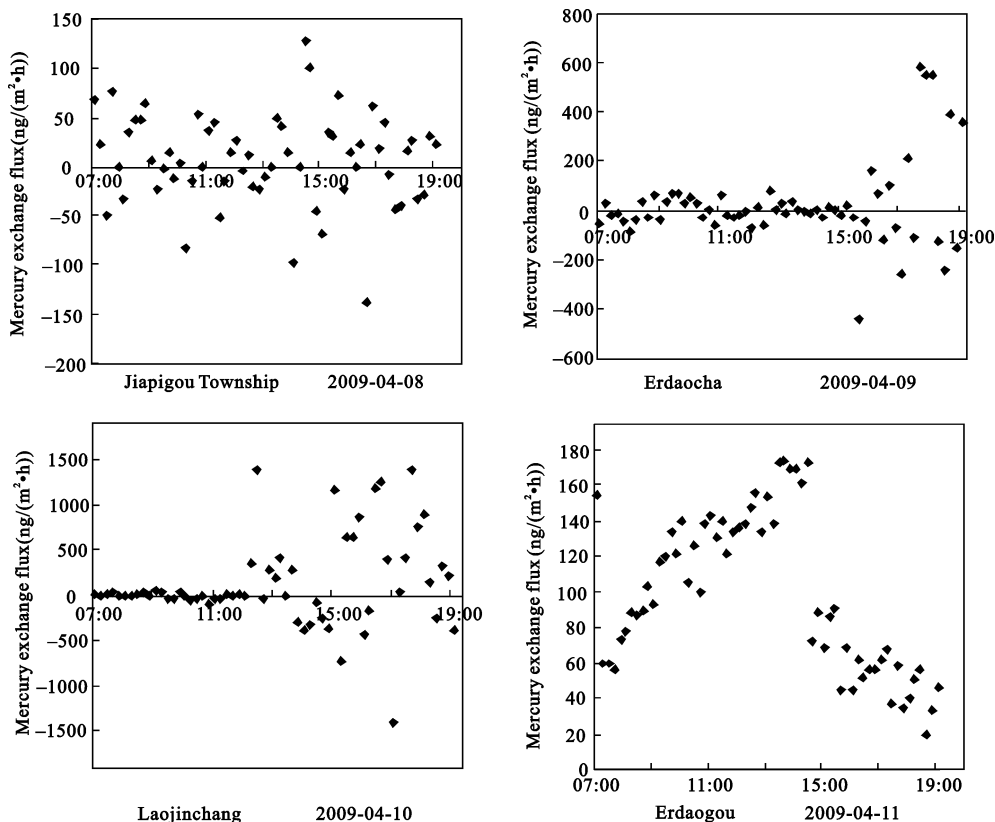 Mercury exchange flux(ng/(m²•h))
150
100
50
0
−50
−100
−150
−200
07:00 11:00 15:00 19:00
Jiapigou Township 2009-04-08
Mercury exchange flux (ng/(m²•h))
800
600
400
200
0
−200
−400
−600
07:00 11:00 15:00 19:00
Erdaocha 2009-04-09
Mercury exchange flux(ng/(m²•h))
1500
1000
500
0
−500
−1000
−1500
07:00 11:00 15:00 19:00
Laojinchang 2009-04-10
Mercury exchange flux (ng/(m²•h))
180
160
140
120
100
80
60
40
20
0
07:00 11:00 15:00 19:00
Erdaogou 2009-04-11